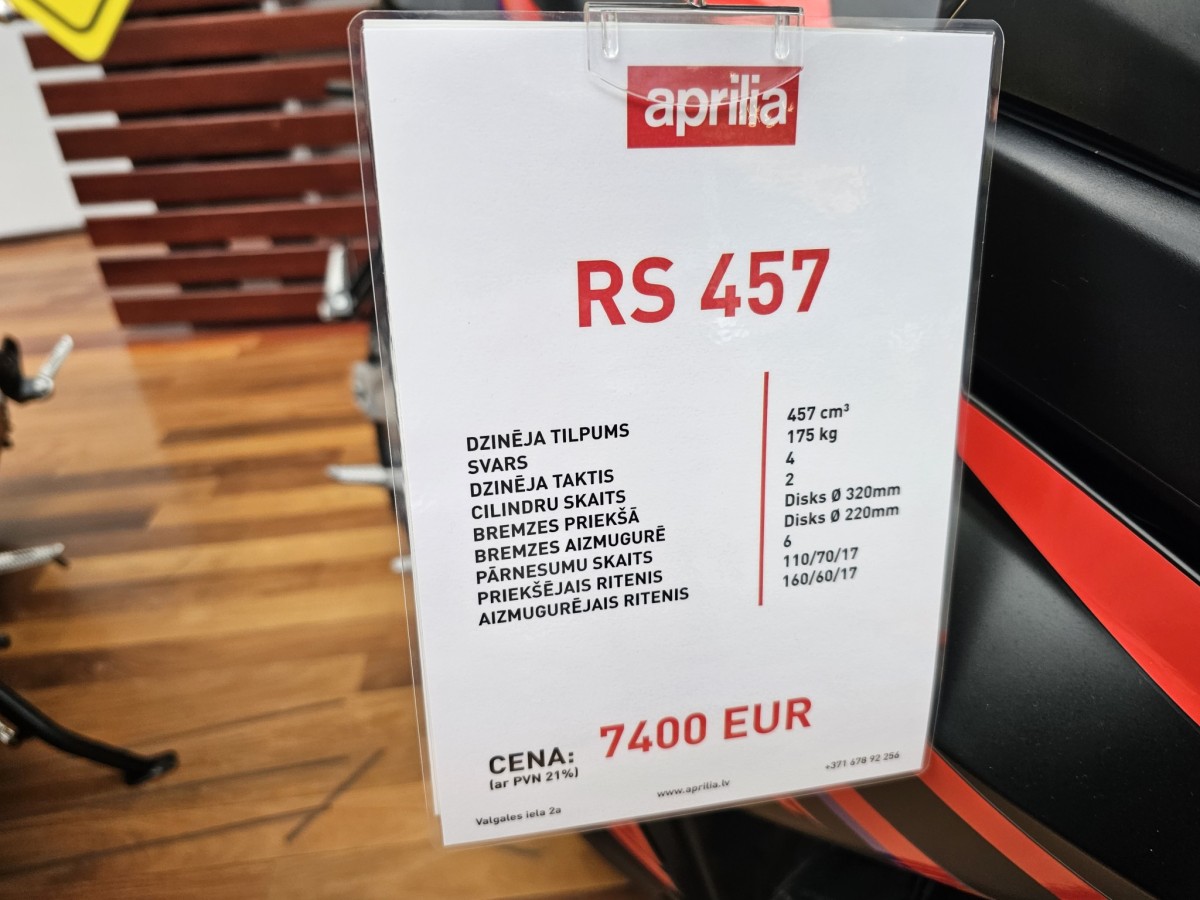 aprilia
RS 457
DZINĒJA TILPUMS 457 cm³
SVARS 175 kg
DZINĒJA TAKTIS 4
CILINDRU SKAITS 2
BREMZES PRIEKŠĀ Disks Ø 320mm
BREMZES AIZMUGURĒ Disks Ø 220mm
PĀRNESUMU SKAITS 6
PRIEKŠĒJAIS RITENIS 110/70/17
AIZMUGURĒJAIS RITENIS 160/60/17
CENA: 7400 EUR
(ar PVN 21%)
Valgales iela 2a www.aprilia.lv +371 678 92 256